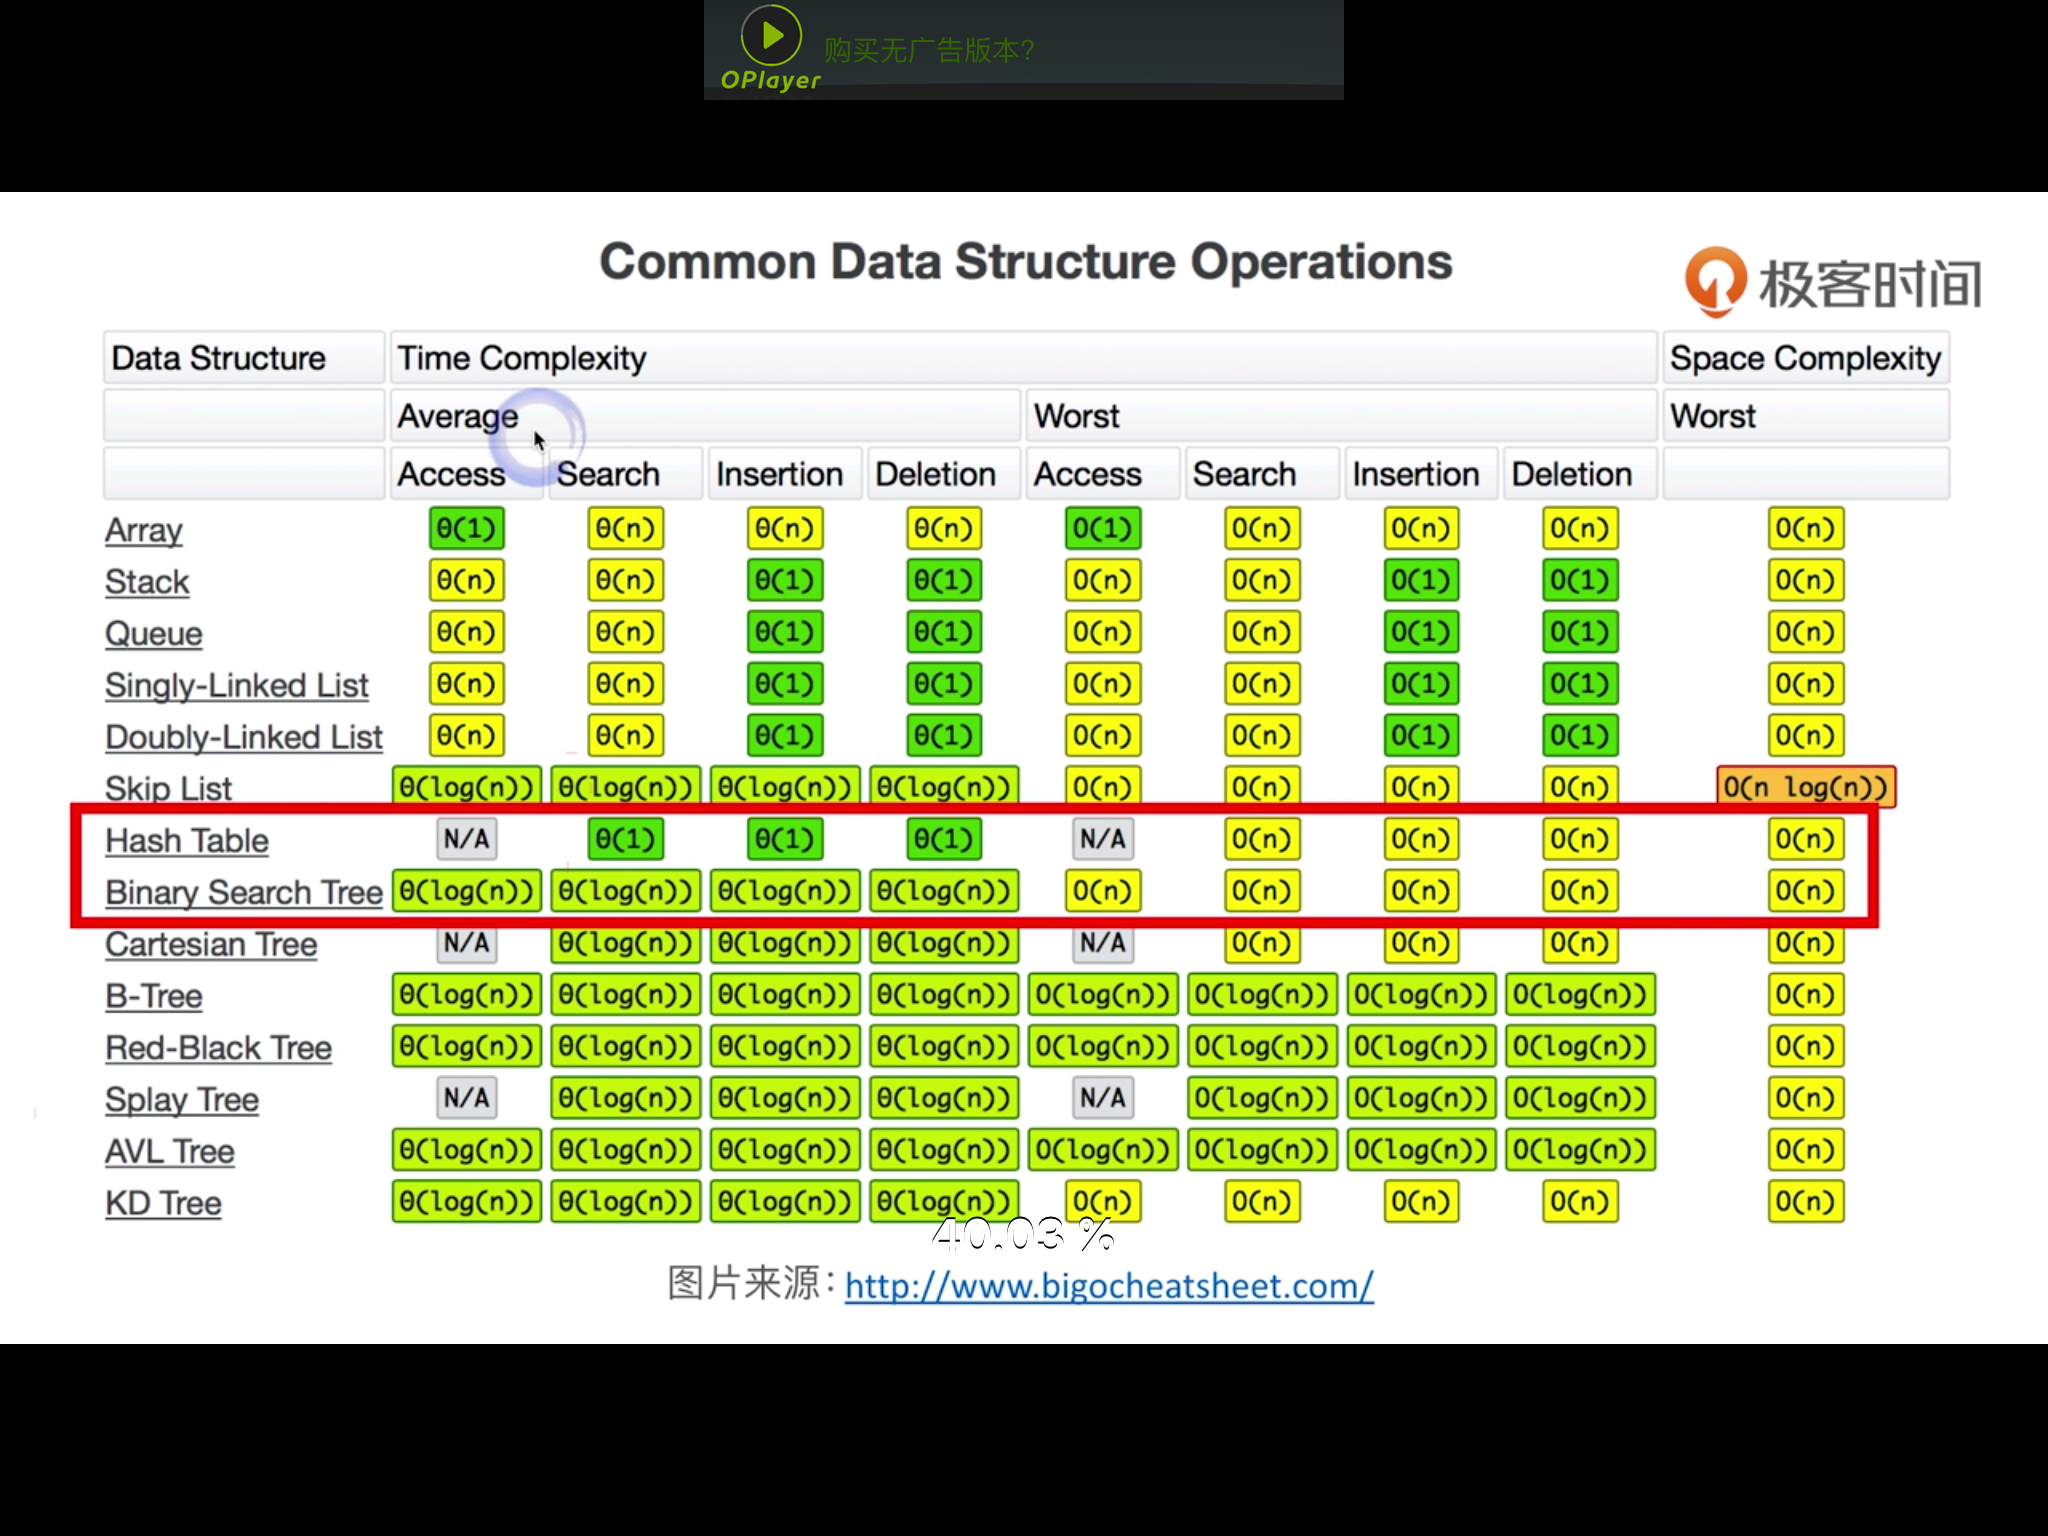 购买无广告版本?
OPlayer
Common Data Structure Operations
极客时间
Data Structure Time Complexity Space Complexity
Average Worst Worst
Access Search Insertion Deletion Access Search Insertion Deletion
Array θ(1) θ(n) θ(n) θ(n) O(1) O(n) O(n) O(n) O(n)
Stack θ(n) θ(n) θ(1) θ(1) O(n) O(n) O(1) O(1) O(n)
Queue θ(n) θ(n) θ(1) θ(1) O(n) O(n) O(1) O(1) O(n)
Singly-Linked List θ(n) θ(n) θ(1) θ(1) O(n) O(n) O(1) O(1) O(n)
Doubly-Linked List θ(n) θ(n) θ(1) θ(1) O(n) O(n) O(1) O(1) O(n)
Skip List θ(log(n)) θ(log(n)) θ(log(n)) θ(log(n)) O(n) O(n) O(n) O(n) O(n log(n))
Hash Table N/A θ(1) θ(1) θ(1) N/A O(n) O(n) O(n) O(n)
Binary Search Tree θ(log(n)) θ(log(n)) θ(log(n)) θ(log(n)) O(n) O(n) O(n) O(n) O(n)
Cartesian Tree N/A θ(log(n)) θ(log(n)) θ(log(n)) N/A O(n) O(n) O(n) O(n)
B-Tree θ(log(n)) θ(log(n)) θ(log(n)) θ(log(n)) O(log(n)) O(log(n)) O(log(n)) O(log(n)) O(n)
Red-Black Tree θ(log(n)) θ(log(n)) θ(log(n)) θ(log(n)) O(log(n)) O(log(n)) O(log(n)) O(log(n)) O(n)
Splay Tree N/A θ(log(n)) θ(log(n)) θ(log(n)) N/A O(log(n)) O(log(n)) O(log(n)) O(n)
AVL Tree θ(log(n)) θ(log(n)) θ(log(n)) θ(log(n)) O(log(n)) O(log(n)) O(log(n)) O(log(n)) O(n)
KD Tree θ(log(n)) θ(log(n)) θ(log(n)) θ(log(n)) O(n) O(n) O(n) O(n) O(n)
40.03 %
图片来源：http://www.bigocheatsheet.com/